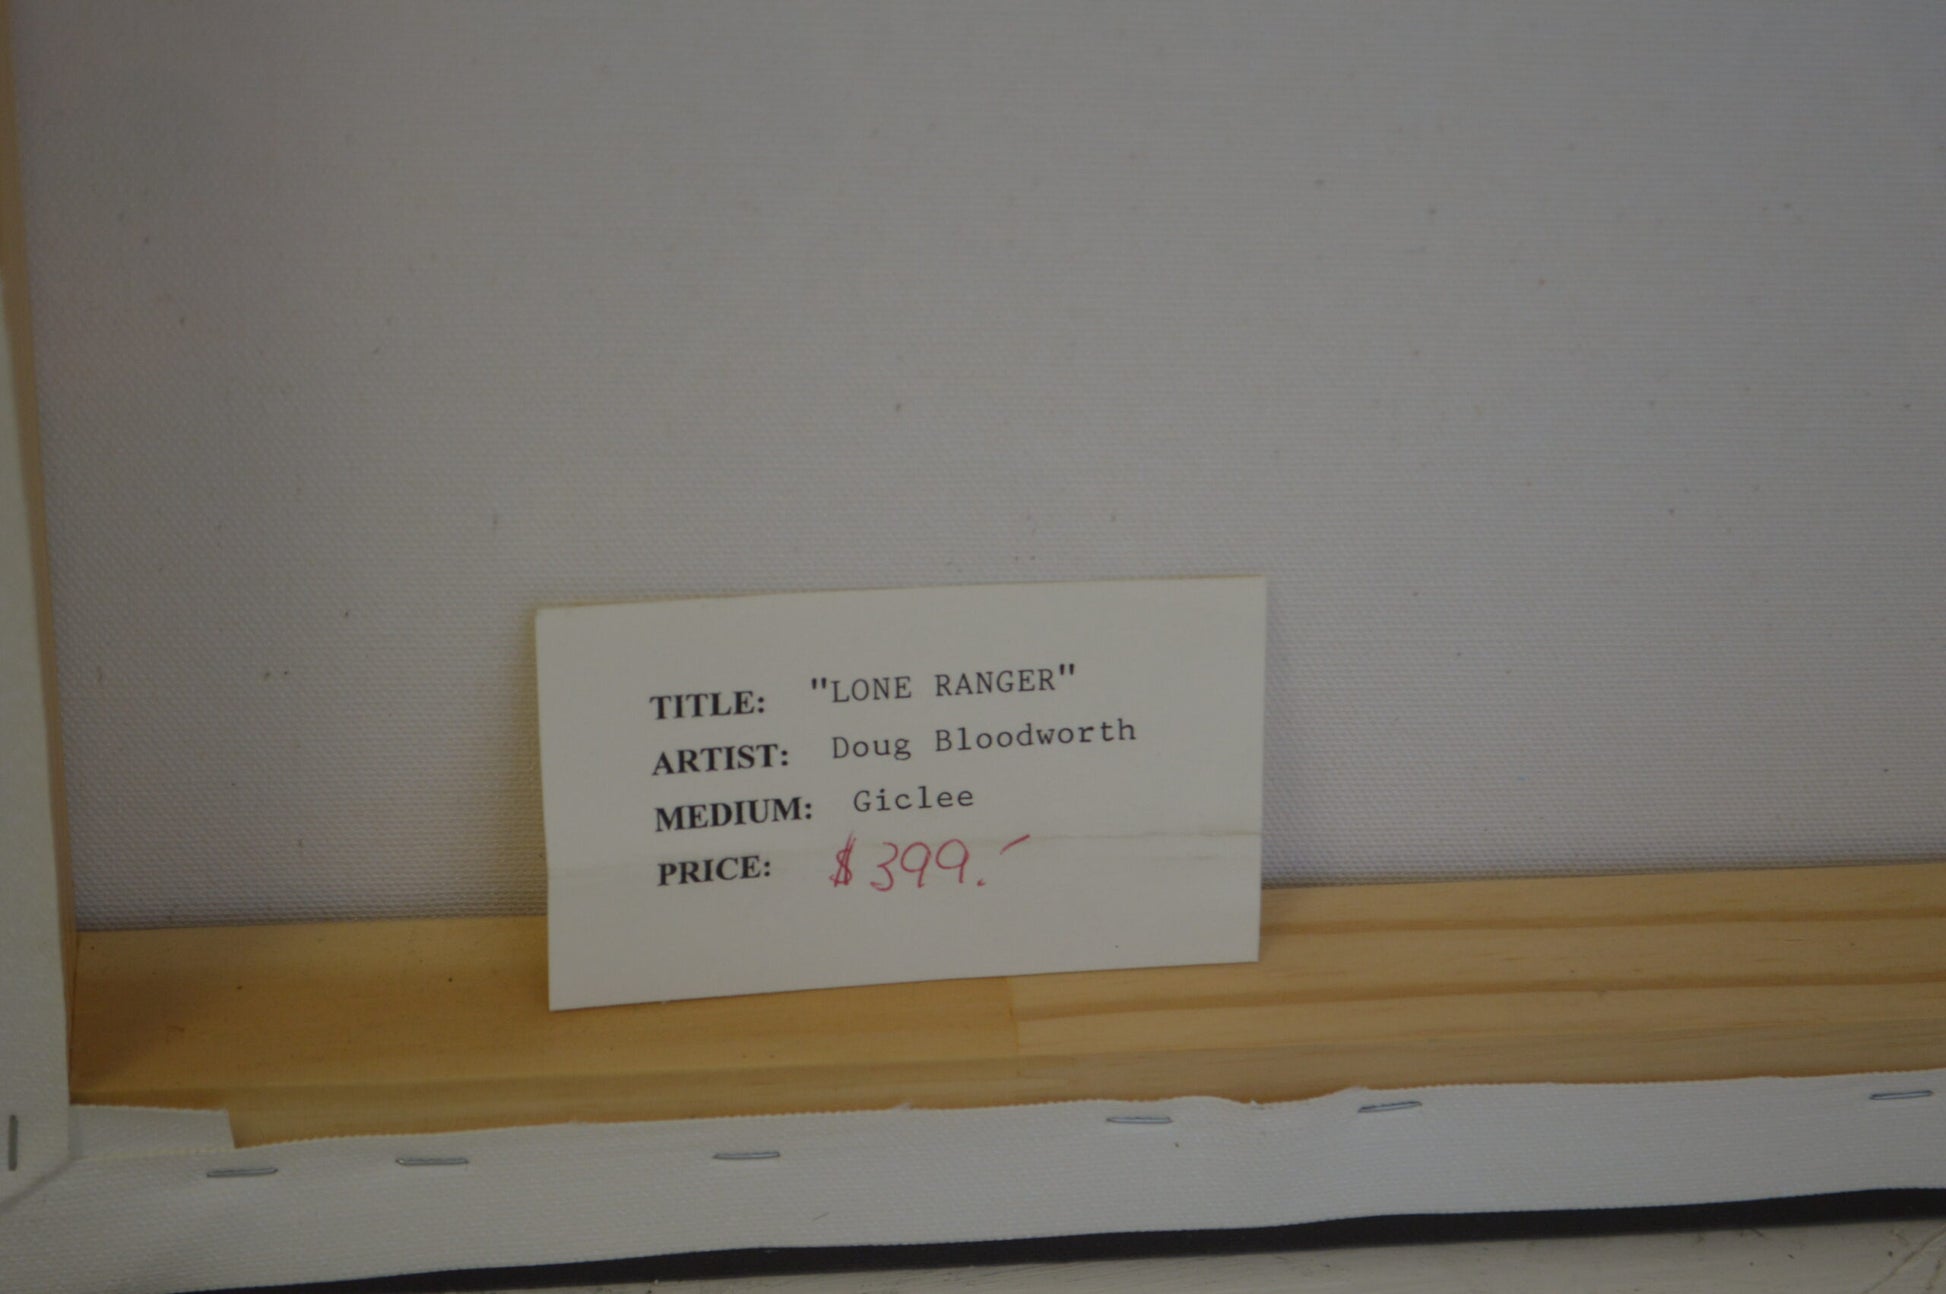 TITLE: "LONE RANGER"
ARTIST: Doug Bloodworth
MEDIUM: Giclee
PRICE: $399.-